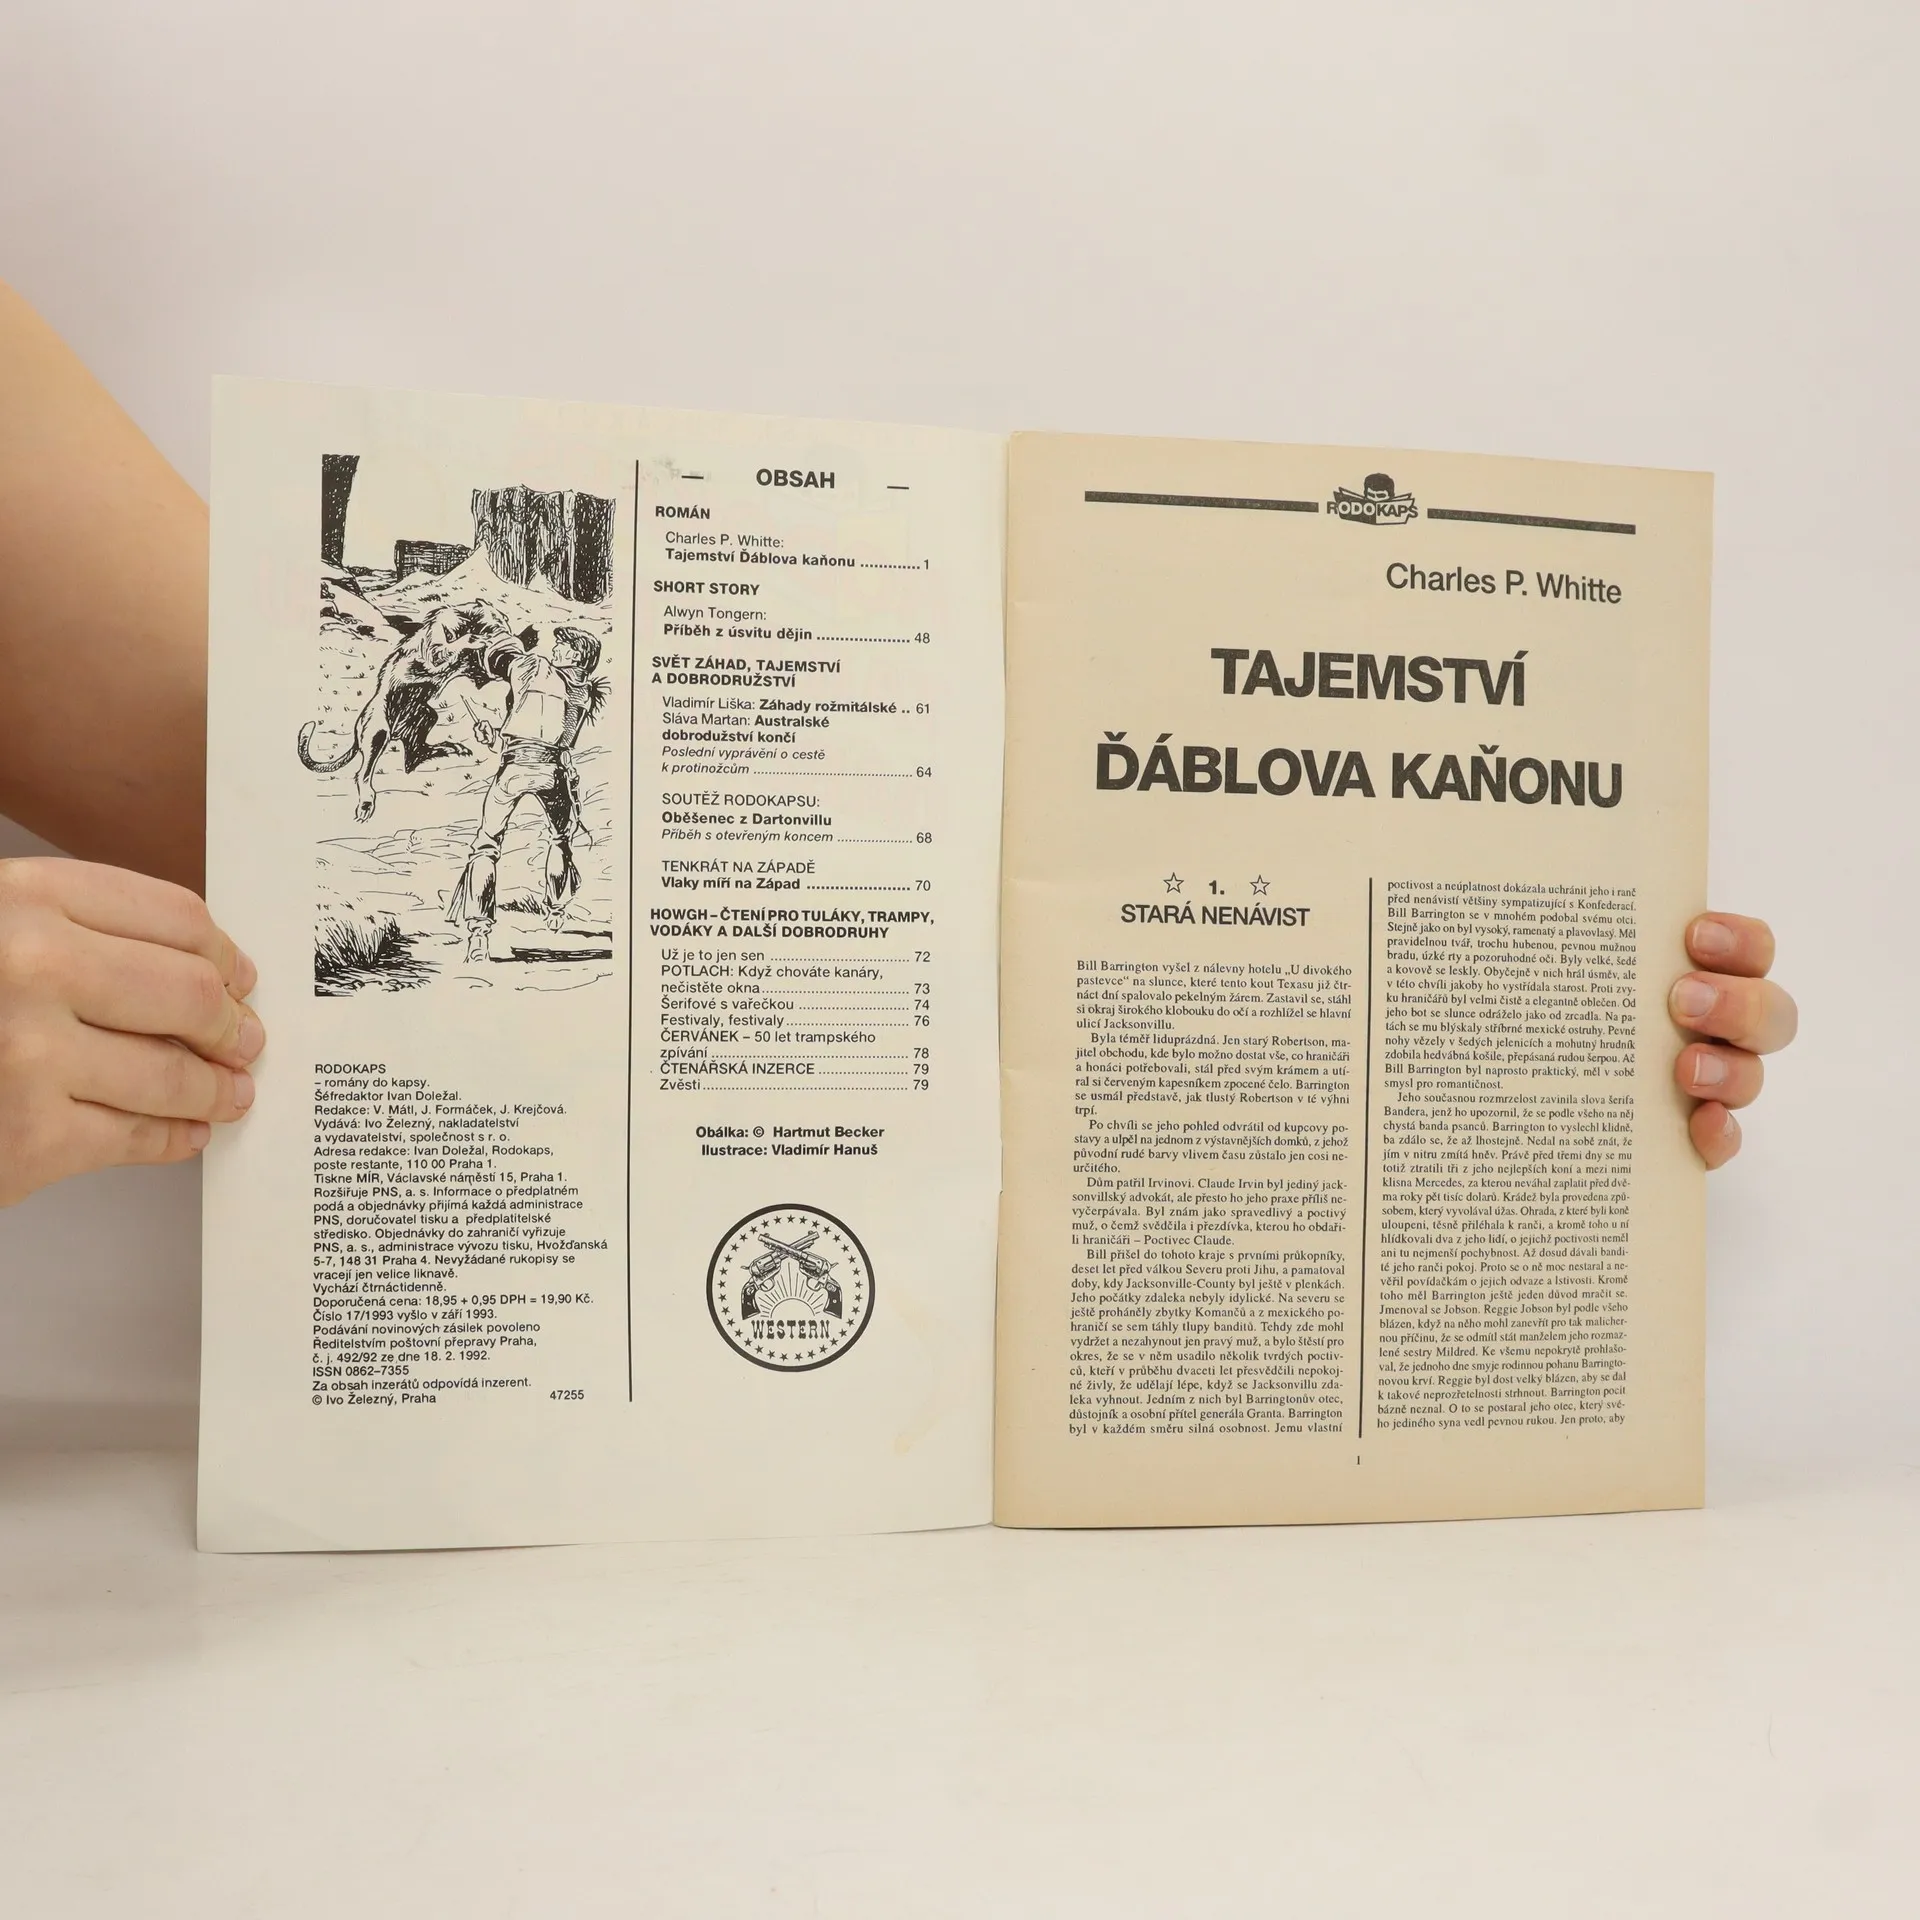 RODOKAPS
– romány do kapsy.
Šéfredaktor Ivan Doležal.
Redakce: V. Mátl, J. Formáček, J. Krejčová.
Vydává: Ivo Železný, nakladatelství
a vydavatelství, společnost s r. o.
Adresa redakce: Ivan Doležal, Rodokaps,
poste restante, 110 00 Praha 1.
Tiskne MÍR, Václavské náměstí 15, Praha 1.
Rozšiřuje PNS, a. s. Informace o předplatném
podá a objednávky přijímá každá administrace
PNS, doručovatel tisku a předplatitelské
středisko. Objednávky do zahraničí vyřizuje
PNS, a. s., administrace vývozu tisku, Hvožďanská
5-7, 148 31 Praha 4. Nevyžádané rukopisy se
vracejí jen velice liknavě.
Vychází čtrnáctidenně.
Doporučená cena: 18,95 + 0,95 DPH = 19,90 Kč.
Číslo 17/1993 vyšlo v září 1993.
Podávání novinových zásilek povoleno
Ředitelstvím poštovní přepravy Praha,
č. j. 492/92 ze dne 18. 2. 1992.
ISSN 0862–7355
Za obsah inzerátů odpovídá inzerent.
© Ivo Železný, Praha 47255
— OBSAH —
ROMÁN
Charles P. Whitte:
Tajemství Ďáblova kaňonu ............. 1
SHORT STORY
Alwyn Tongern:
Příběh z úsvitu dějin .................... 48
SVĚT ZÁHAD, TAJEMSTVÍ
A DOBRODRUŽSTVÍ
Vladimír Liška: Záhady rožmitálské .. 61
Sláva Martan: Australské
dobrodužství končí
Poslední vyprávění o cestě
k protinožcům .................................. 64
SOUTĚŽ RODOKAPSU:
Oběšenec z Dartonvillu
Příběh s otevřeným koncem ................ 68
TENKRÁT NA ZÁPADĚ
Vlaky míří na Západ ...................... 70
HOWGH – ČTENÍ PRO TULÁKY, TRAMPY,
VODÁKY A DALŠÍ DOBRODRUHY
Už je to jen sen ............................... 72
POTLACH: Když chováte kanáry,
nečistěte okna................................. 73
Šerifové s vařečkou ......................... 74
Festivaly, festivaly........................... 76
ČERVÁNEK – 50 let trampského
zpívání ........................................... 78
ČTENÁŘSKÁ INZERCE .................... 79
Zvěsti.............................................. 79
Obálka: © Hartmut Becker
Ilustrace: Vladimír Hanuš
WESTERN
RODOKAPS
Charles P. Whitte
TAJEMSTVÍ
ĎÁBLOVA KAŇONU
☆ 1. ☆
STARÁ NENÁVIST
Bill Barrington vyšel z nálevny hotelu „U divokého
pastevce“ na slunce, které tento kout Texasu již čtr-
náct dní spalovalo pekelným žárem. Zastavil se, stáhl
si okraj širokého klobouku do očí a rozhlížel se hlavní
ulicí Jacksonvillu.
Byla téměř liduprázdná. Jen starý Robertson, ma-
jitel obchodu, kde bylo možno dostat vše, co hraničáři
a honáci potřebovali, stál před svým krámem a utí-
ral si červeným kapesníkem zpocené čelo. Barrington
se usmál představě, jak tlustý Robertson v té výhni
trpí.
Po chvíli se jeho pohled odvrátil od kupcovy po-
stavy a ulpěl na jednom z výstavnějších domků, z jehož
původní rudé barvy vlivem času zůstalo jen cosi ne-
určitého.
Dům patřil Irvinovi. Claude Irvin byl jediný jack-
sonvillský advokát, ale přesto ho jeho praxe příliš ne-
vyčerpávala. Byl znám jako spravedlivý a poctivý
muž, o čemž svědčila i přezdívka, kterou ho obdaři-
li hraničáři – Poctivec Claude.
Bill přišel do tohoto kraje s prvními průkopníky,
deset let před válkou Severu proti Jihu, a pamatoval
doby, kdy Jacksonville-County byl ještě v plenkách.
Jeho počátky zdaleka nebyly idylické. Na severu se
ještě proháněly zbytky Komančů a z mexického po-
hraničí se sem táhly tlupy banditů. Tehdy zde mohl
vydržet a nezahynout jen pravý muž, a bylo štěstí pro
okres, že se v něm usadilo několik tvrdých poctiv-
ců, kteří v průběhu dvaceti let přesvědčili nepokoj-
né živly, že udělají lépe, když se Jacksonvillu zda-
leka vyhnout. Jedním z nich byl Barringtonův otec,
důstojník a osobní přítel generála Granta. Barrington
byl v každém směru silná osobnost. Jemu vlastní
poctivost a neúplatnost dokázala uchránit jeho i ranč
před nenávistí většiny sympatizující s Konfederací.
Bill Barrington se v mnohém podobal svému otci.
Stejně jako on byl vysoký, ramenatý a plavovlasý. Měl
pravidelnou tvář, trochu hubenou, pevnou mužnou
bradu, úzké rty a pozoruhodné oči. Byly velké, šedé
a kovově se leskly. Obyčejně v nich hrál úsměv, ale
v této chvíli jakoby ho vystřídala starost. Proti zvy-
ku hraničářů byl velmi čistě a elegantně oblečen. Od
jeho bot se slunce odráželo jako od zrcadla. Na pa-
tách se mu blýskaly stříbrné mexické ostruhy. Pevné
nohy vězely v šedých jelenicích a mohutný hrudník
zdobila hedvábná košile, přepásaná rudou šerpou. Ač
Bill Barrington byl naprosto praktický, měl v sobě
smysl pro romantičnost.
Jeho současnou rozmrzelost zavinila slova šerifa
Bandera, jenž ho upozornil, že se podle všeho na něj
chystá banda psanců. Barrington to vyslechl klidně,
ba zdálo se, že až lhostejně. Nedal na sobě znát, že
jím v nitru zmítá hněv. Právě před třemi dny se mu
totiž ztratili tři z jeho nejlepších koní a mezi nimi
klisna Mercedes, za kterou neváhal zaplatit před dvě-
ma roky pět tisíc dolarů. Krádež byla provedena způ-
sobem, který vyvolával úžas. Ohrada, z které byli koně
uloupeni, těsně přiléhala k ranči, a kromě toho u ní
hlídkovali dva z jeho lidí, o jejichž poctivosti neměl
ani tu nejmenší pochybnost. Až dosud dávali bandi-
té jeho ranči pokoj. Proto se o ně moc nestaral a ne-
věřil povídačkám o jejich odvaze a lstivosti. Kromě
toho měl Barrington ještě jeden důvod mračit se.
Jmenoval se Jobson. Reggie Jobson byl podle všeho
blázen, když na něho mohl zanevřít pro tak malicher-
nou příčinu, že se odmítl stát manželem jeho rozmaz-
lené sestry Mildred. Ke všemu nepokrytě prohlašo-
val, že jednoho dne smyje rodinnou pohanu Barringto-
novou krví. Reggie byl dost velký blázen, aby se dal
k takové neprozřetelnosti strhnout. Barrington pocit
bázně neznal. O to se postaral jeho otec, který své-
ho jediného syna vedl pevnou rukou. Jen proto, aby
1